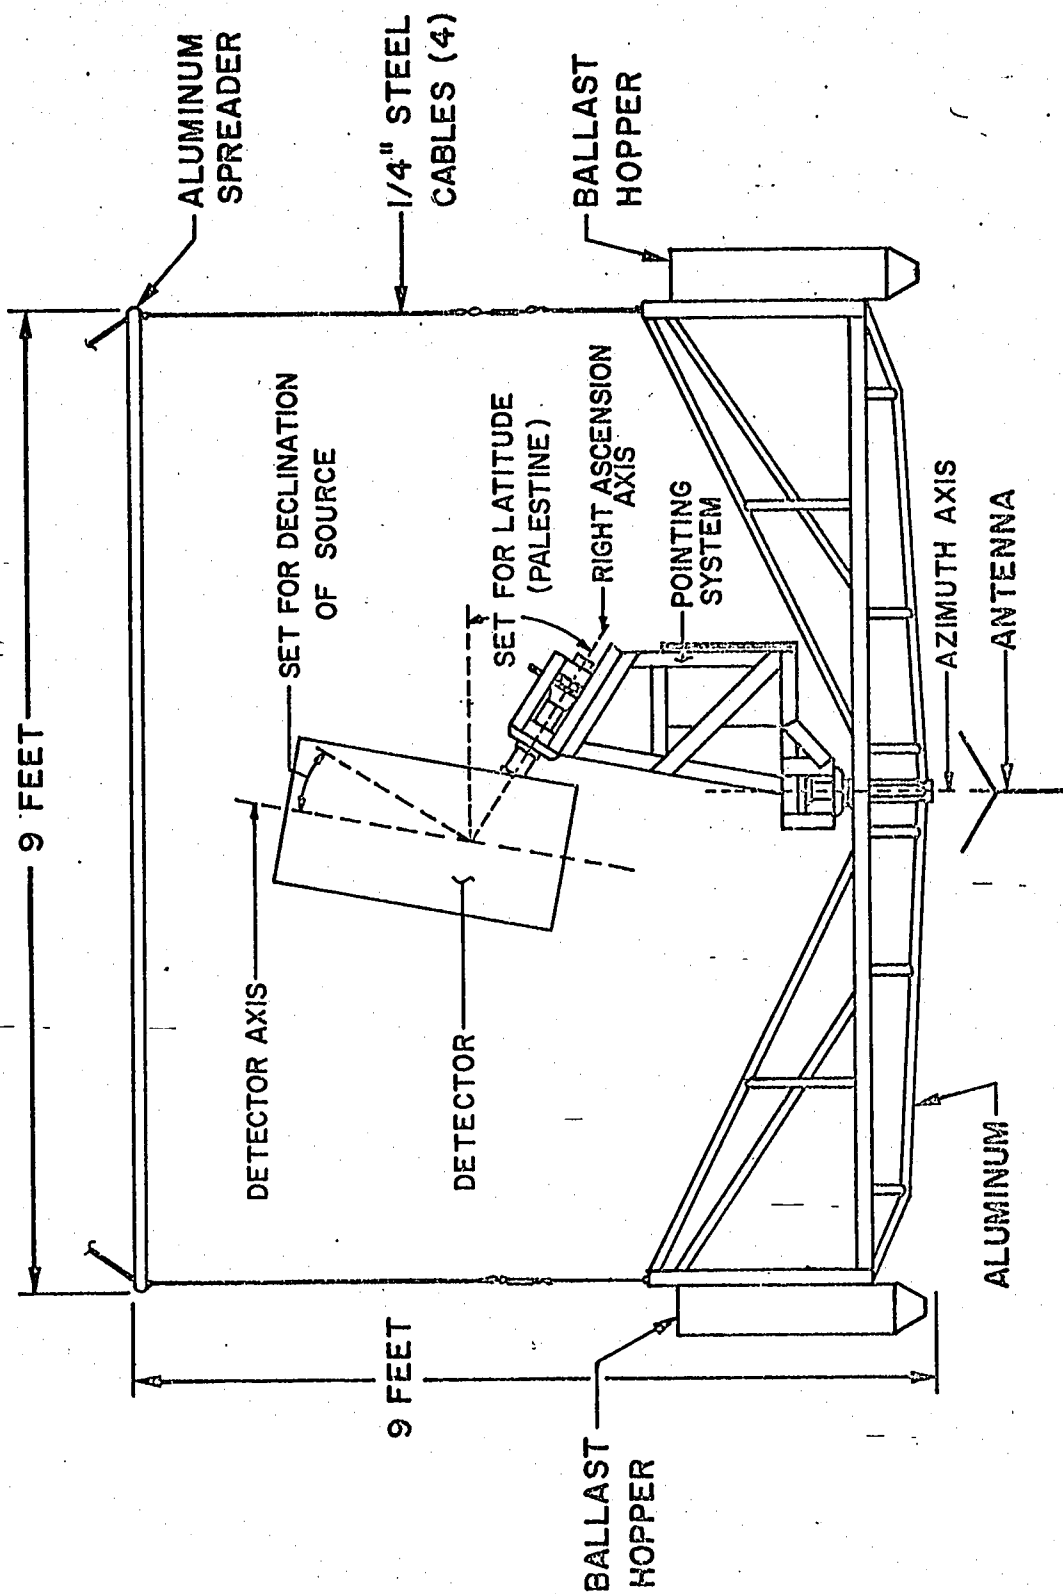 9 FEET
ALUMINUM
SPREADER
1/4" STEEL
CABLES (4)
BALLAST
HOPPER
SET FOR DECLINATION
OF SOURCE
SET FOR LATITUDE
(PALESTINE)
RIGHT ASCENSION
AXIS
POINTING
SYSTEM
AZIMUTH AXIS
ANTENNA
DETECTOR AXIS
DETECTOR
ALUMINUM
9 FEET
BALLAST
HOPPER